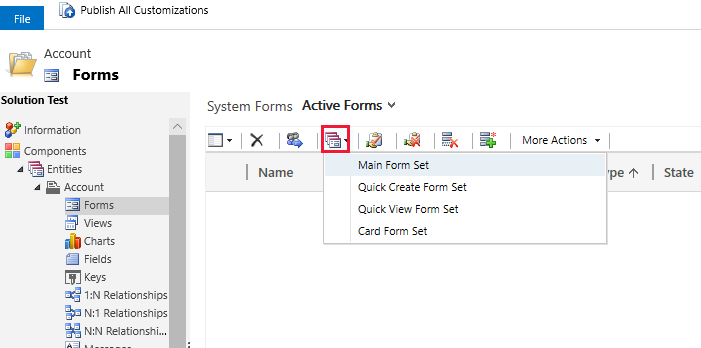 File
Publish All Customizations
Account
Forms
Solution Test
Information
Components
Entities
Account
Forms
Views
Charts
Fields
Keys
1:N Relationships
N:1 Relationships
N:N Relationshi...
System Forms Active Forms
More Actions
Name
State
Main Form Set
Quick Create Form Set
Quick View Form Set
Card Form Set